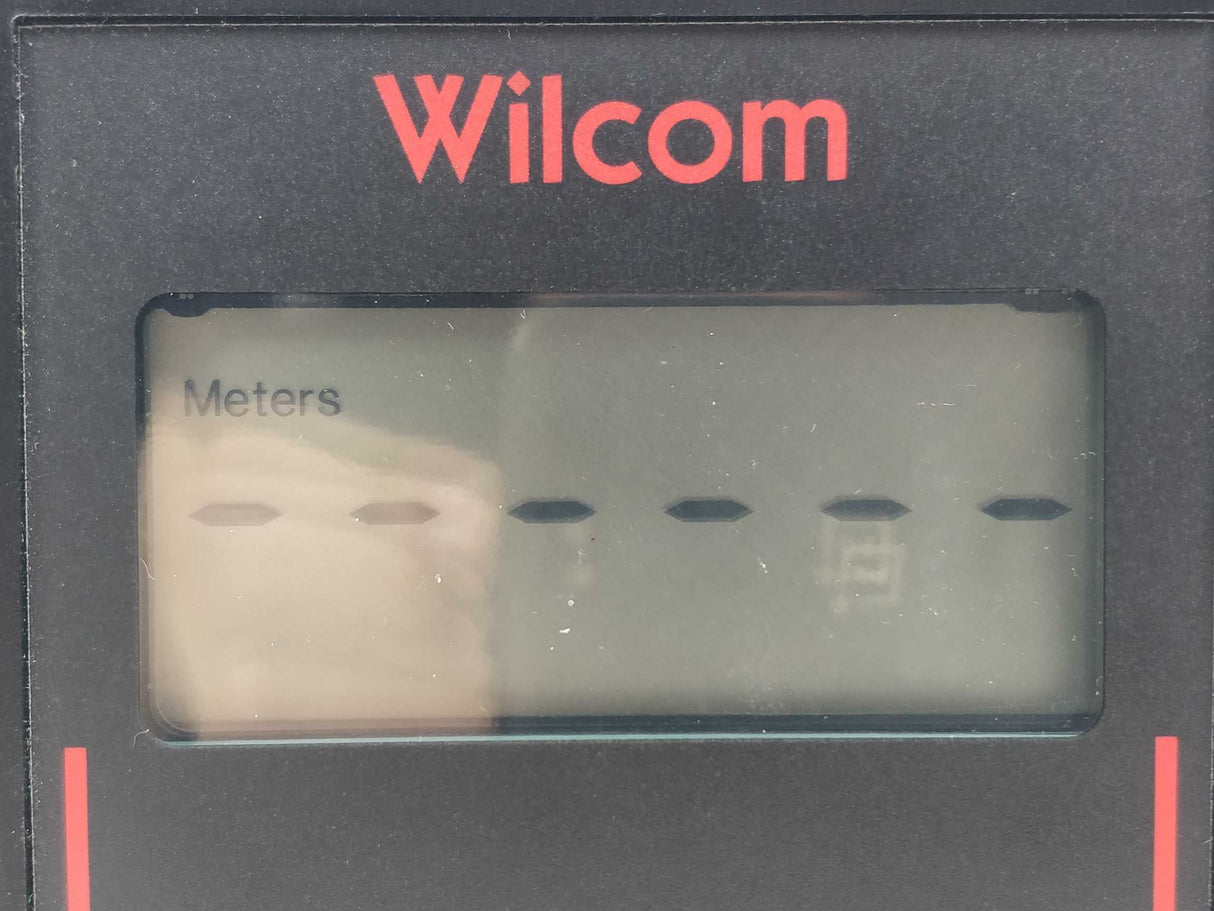 Wilcom
Meters
- - - - - -